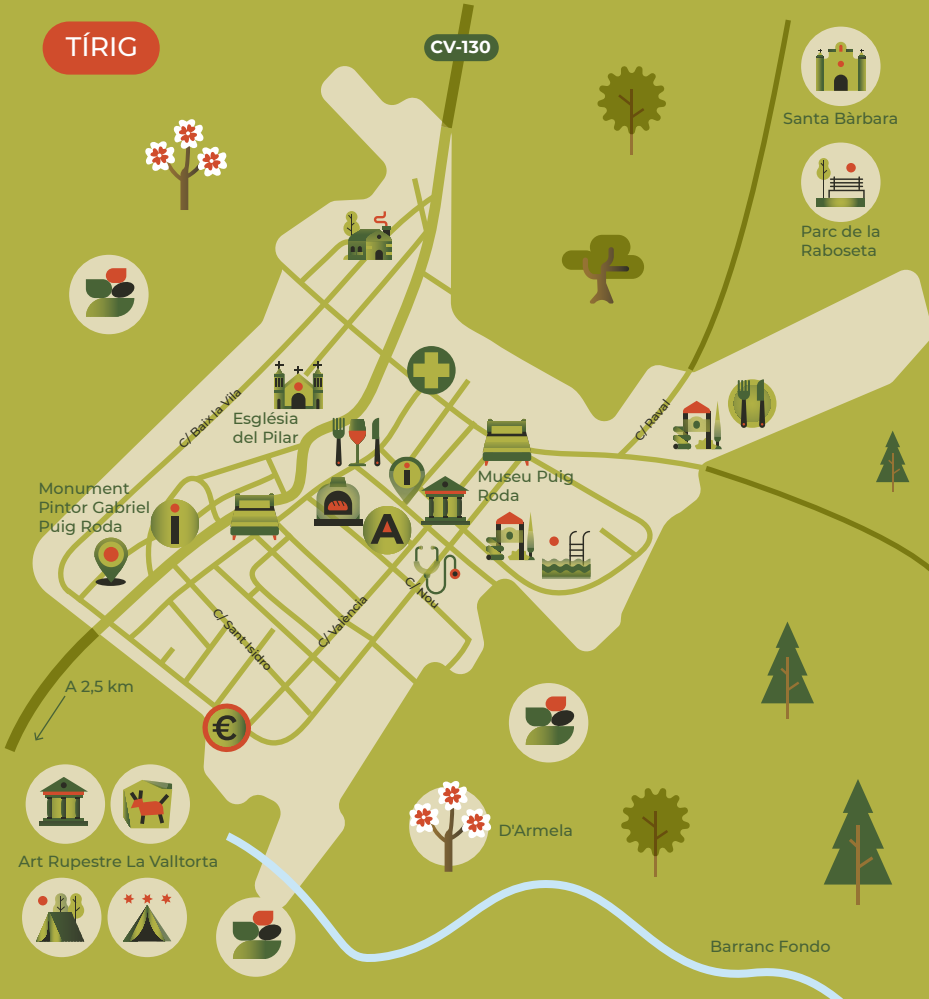 TÍRIG
CV-130
Santa Bàrbara
Parc de la
Raboseta
C/ Baix la Vila
Església
del Pilar
C/ Raval
Monument
Pintor Gabriel
Puig Roda
i
i
Museu Puig
Roda
A
C/ Nou
C/ València
C/ Sant Isidro
A 2,5 km
€
Art Rupestre La Valltorta
D'Armela
Barranc Fondo